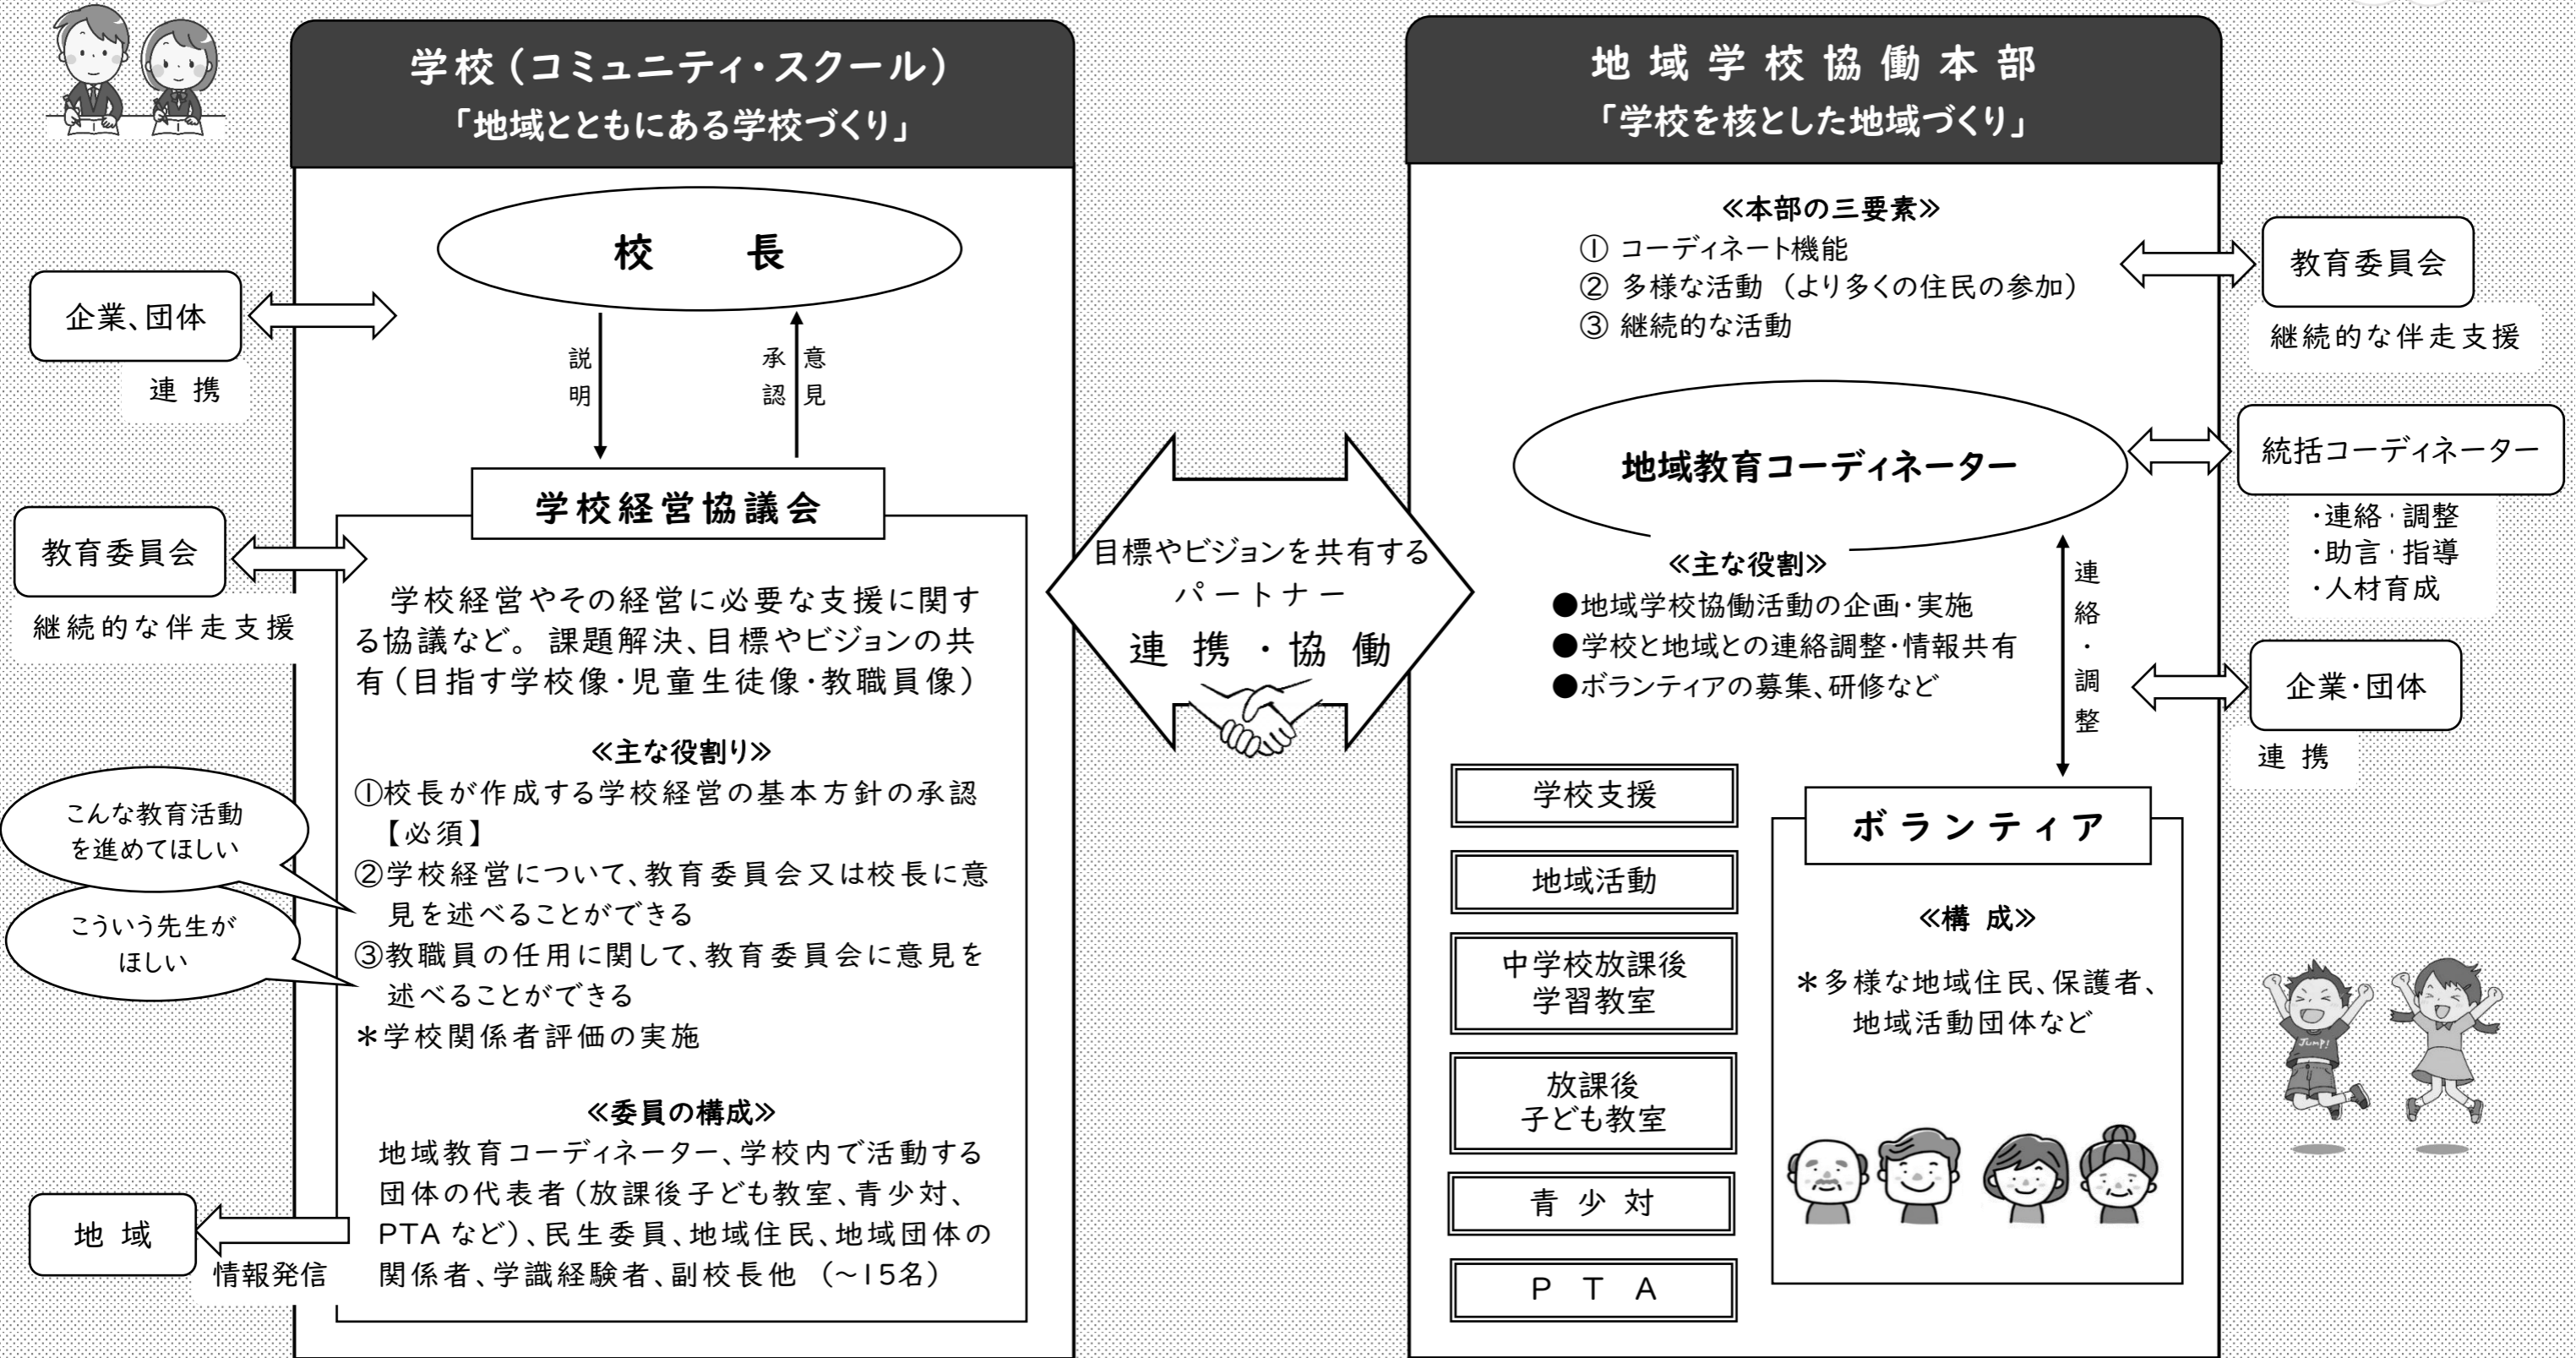 学校（コミュニティ・スクール）
「地域とともにある学校づくり」
校　長
説明
承認
意見
企業、団体
連 携
教育委員会
継続的な伴走支援
学校経営協議会
学校経営やその経営に必要な支援に関す
る協議など。課題解決、目標やビジョンの共
有（目指す学校像・児童生徒像・教職員像）
≪主な役割り≫
①校長が作成する学校経営の基本方針の承認
【必須】
②学校経営について、教育委員会又は校長に意
見を述べることができる
③教職員の任用に関して、教育委員会に意見を
述べることができる
＊学校関係者評価の実施
こんな教育活動
を進めてほしい
こういう先生が
ほしい
≪委員の構成≫
地域教育コーディネーター、学校内で活動する
団体の代表者（放課後子ども教室、青少対、
PTA など）、民生委員、地域住民、地域団体の
関係者、学識経験者、副校長他 （～15名）
地 域
情報発信
目標やビジョンを共有する
パートナー
連 携 ・ 協 働
地域学校協働本部
「学校を核とした地域づくり」
≪本部の三要素≫
① コーディネート機能
② 多様な活動 （より多くの住民の参加）
③ 継続的な活動
教育委員会
継続的な伴走支援
地域教育コーディネーター
統括コーディネーター
・連絡・調整
・助言・指導
・人材育成
≪主な役割≫
●地域学校協働活動の企画・実施
●学校と地域との連絡調整・情報共有
●ボランティアの募集、研修など
連絡・調整
企業・団体
連 携
学校支援
地域活動
中学校放課後
学習教室
放課後
子ども教室
青 少 対
P T A
ボランティア
≪構 成≫
＊多様な地域住民、保護者、
地域活動団体など
Jump!